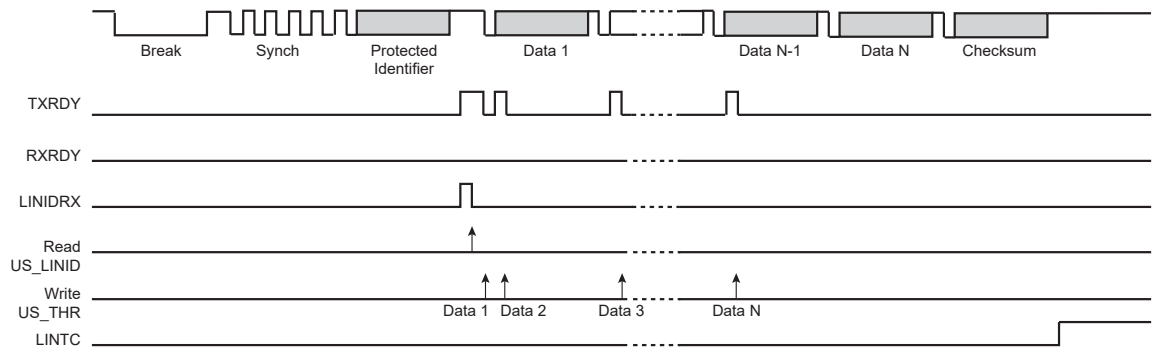 Break Synch Protected Data 1 Data N-1 Data N Checksum
Identifier
TXRDY
RXRDY
LINIDRX
Read
US_LINID
Write
US_THR
Data 1 Data 2 Data 3 Data N
LINTC